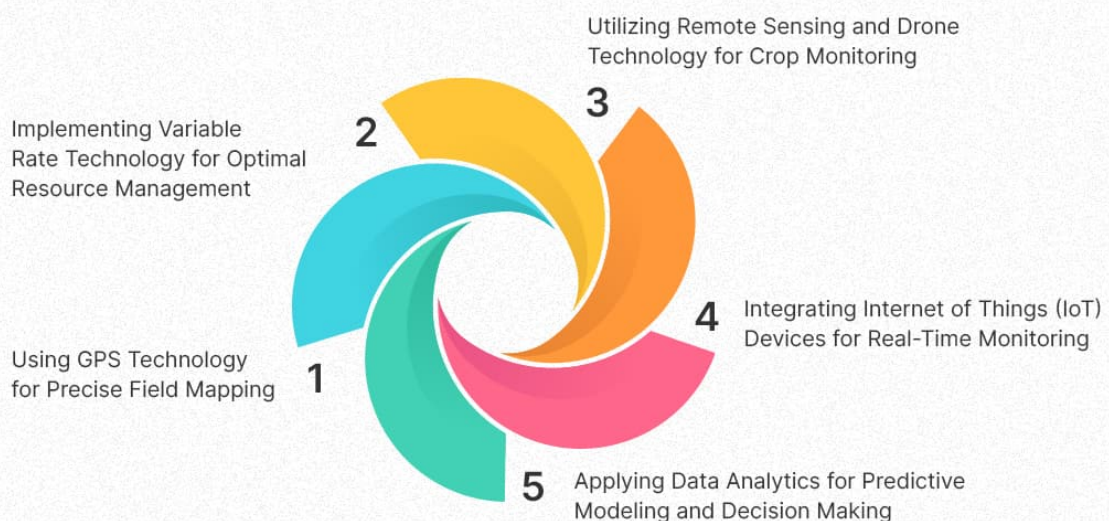 1
Using GPS Technology
for Precise Field Mapping
2
Implementing Variable
Rate Technology for Optimal
Resource Management
3
Utilizing Remote Sensing and Drone
Technology for Crop Monitoring
4
Integrating Internet of Things (IoT)
Devices for Real-Time Monitoring
5
Applying Data Analytics for Predictive
Modeling and Decision Making